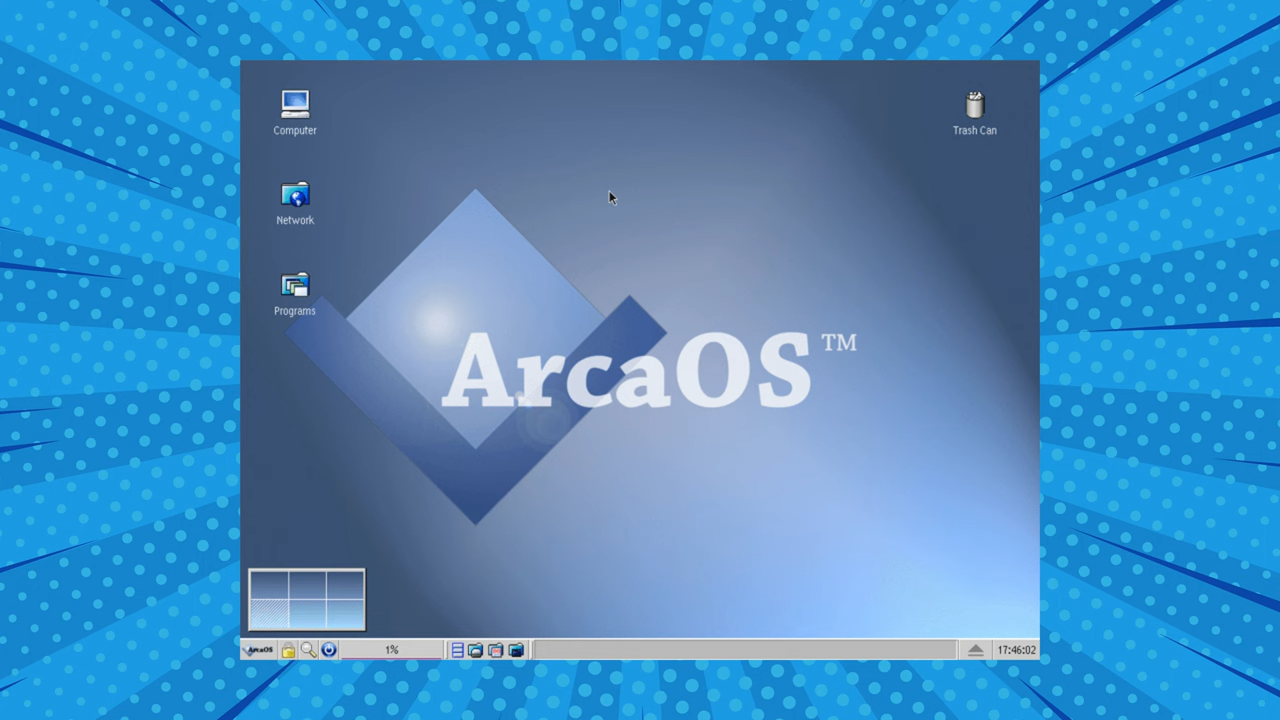 Computer
Trash Can
Network
Programs
ArcaOS™
ArcaOS
1%
17:46:02